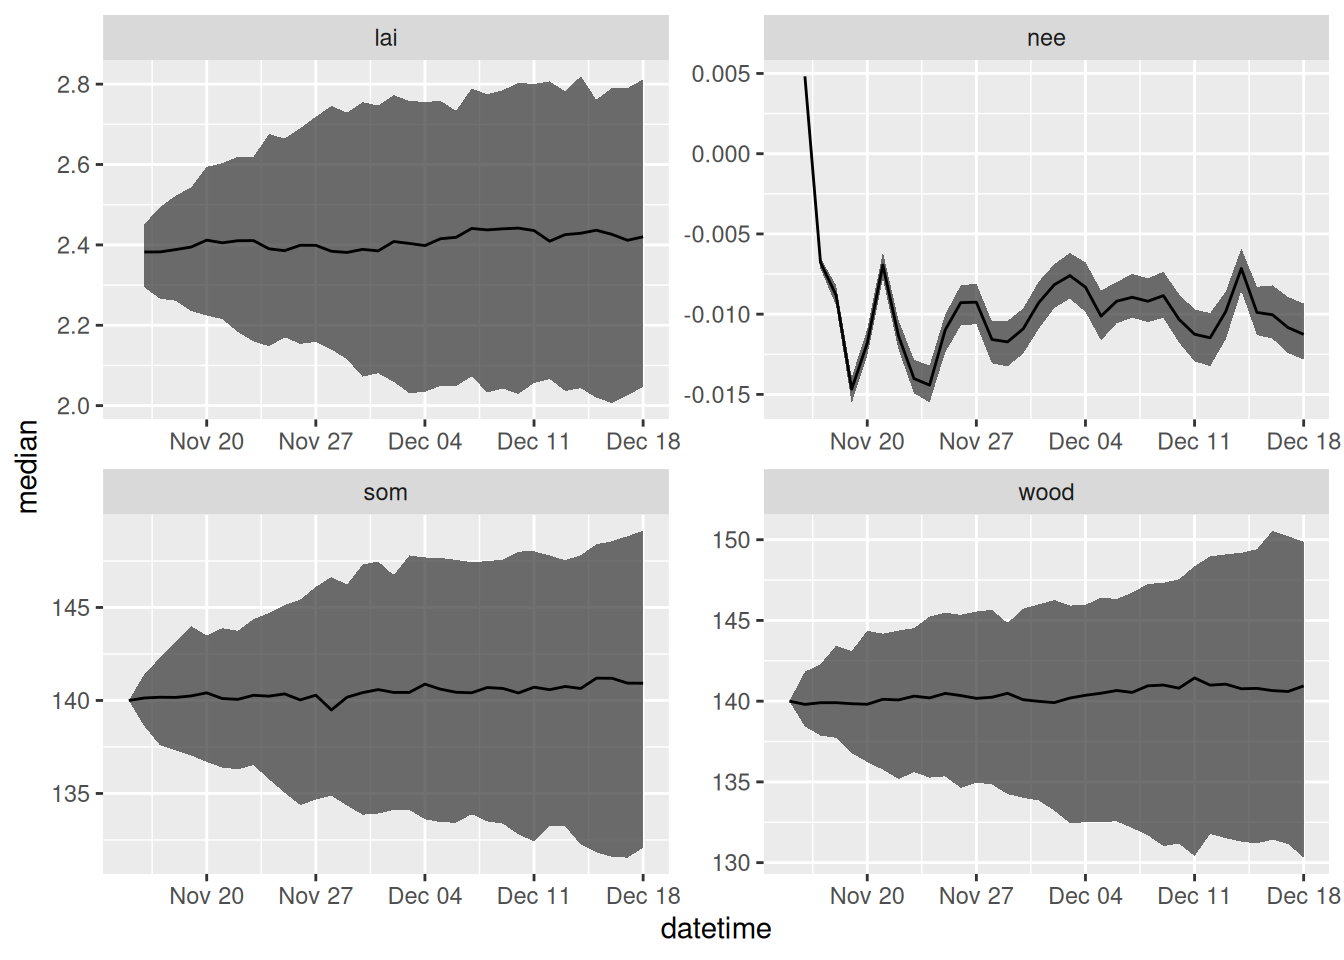 lai
nee
2.8
2.6
2.4
2.2
2.0
0.005
0.000
-0.005
-0.010
-0.015
Nov 20 Nov 27 Dec 04 Dec 11 Dec 18
Nov 20 Nov 27 Dec 04 Dec 11 Dec 18
median
som
wood
145
140
135
150
145
140
135
130
Nov 20 Nov 27 Dec 04 Dec 11 Dec 18
Nov 20 Nov 27 Dec 04 Dec 11 Dec 18
datetime